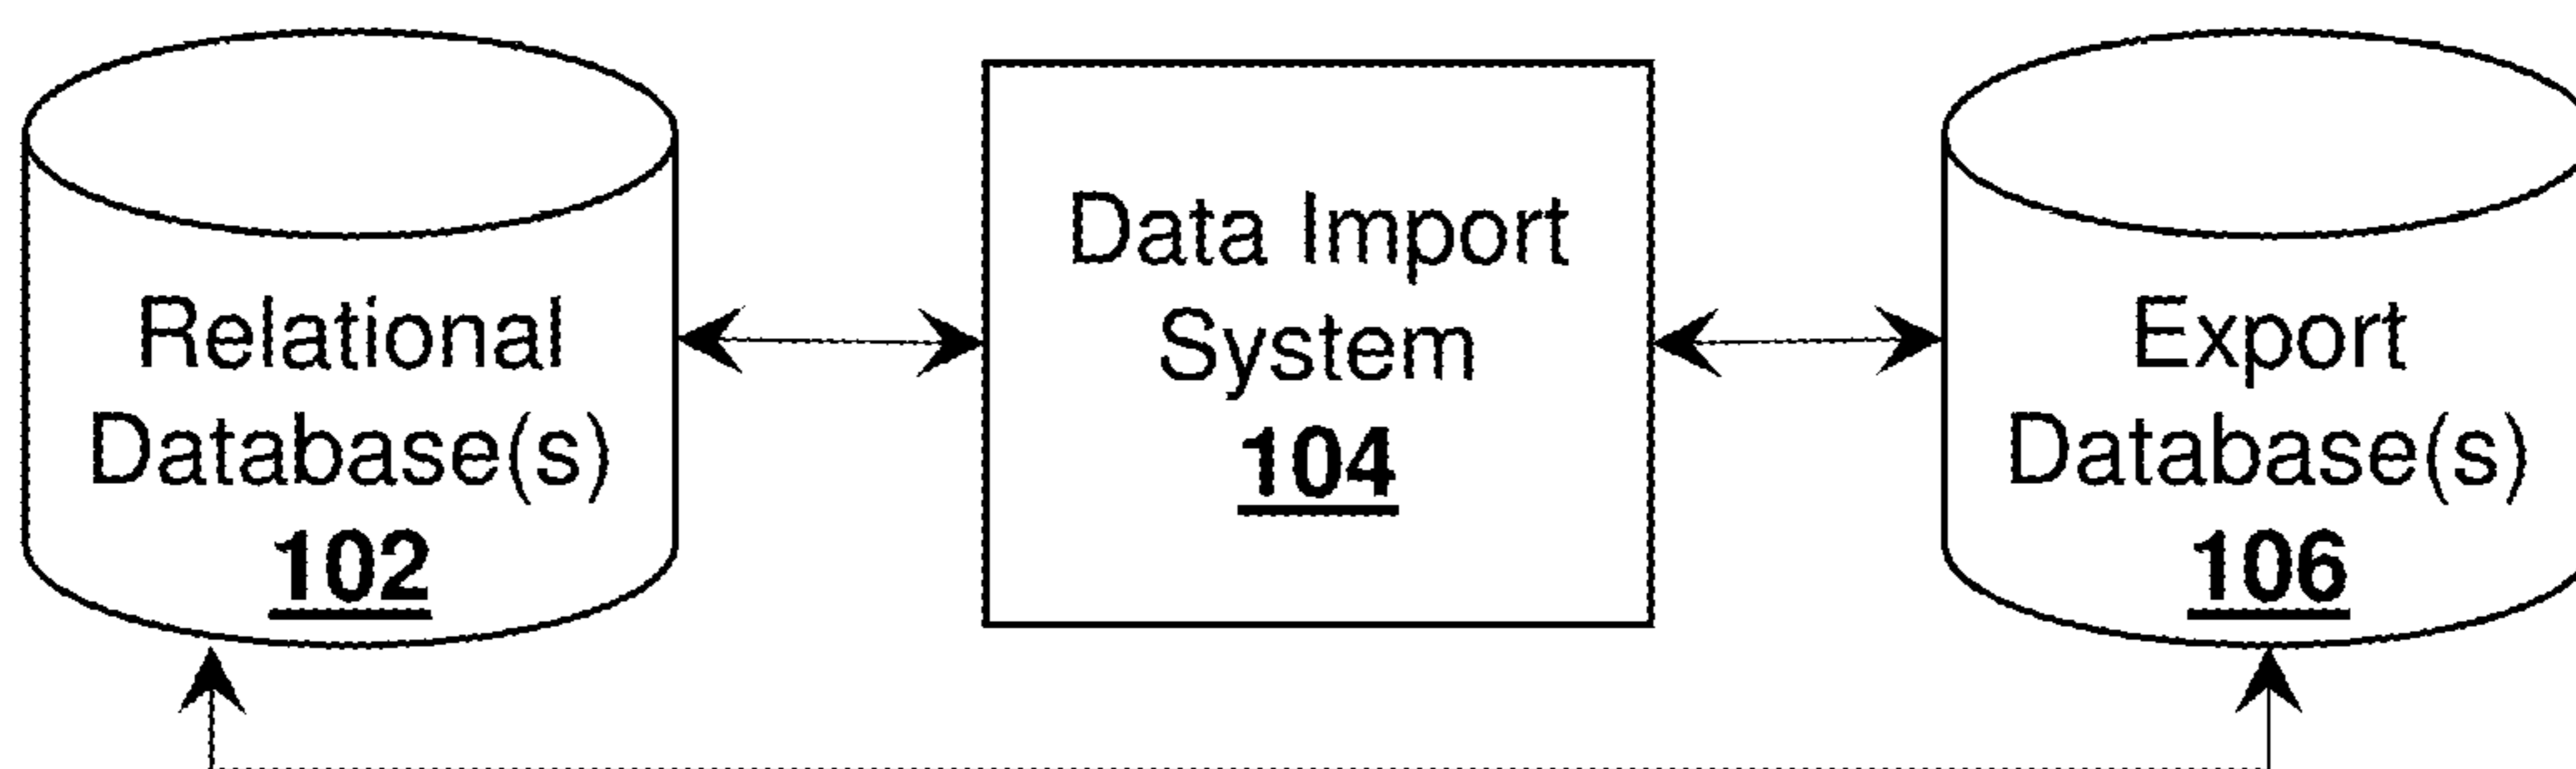 Relational
Database(s)
102
Data Import
System
104
Export
Database(s)
106